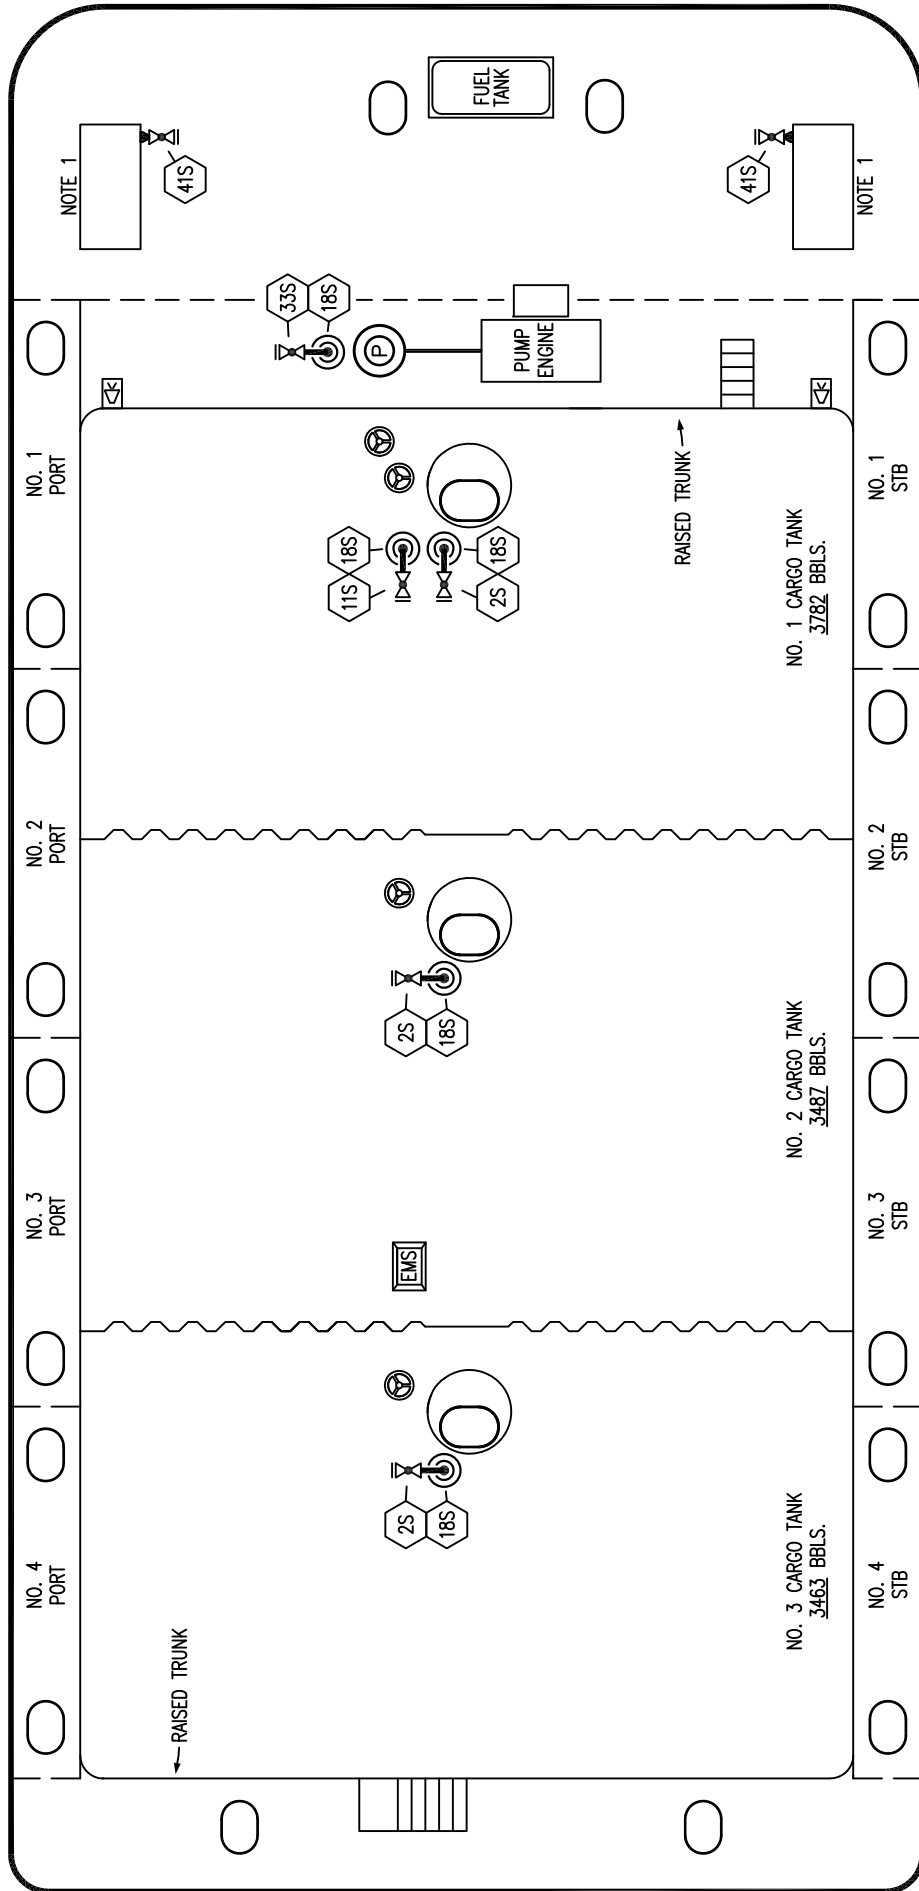 FUEL
TANK
NOTE 1
41S
41S
NOTE 1
33S
18S
P
PUMP
ENGINE
NO. 1
PORT
RAISED TRUNK
NO. 1
STB
18S
11S
18S
2S
NO. 1 CARGO TANK
3782 BBLS.
NO. 2
PORT
NO. 2
STB
2S
18S
NO. 2 CARGO TANK
3487 BBLS.
NO. 3
PORT
NO. 3
STB
EMS
2S
18S
NO. 3 CARGO TANK
3463 BBLS.
NO. 4
PORT
NO. 4
STB
RAISED TRUNK